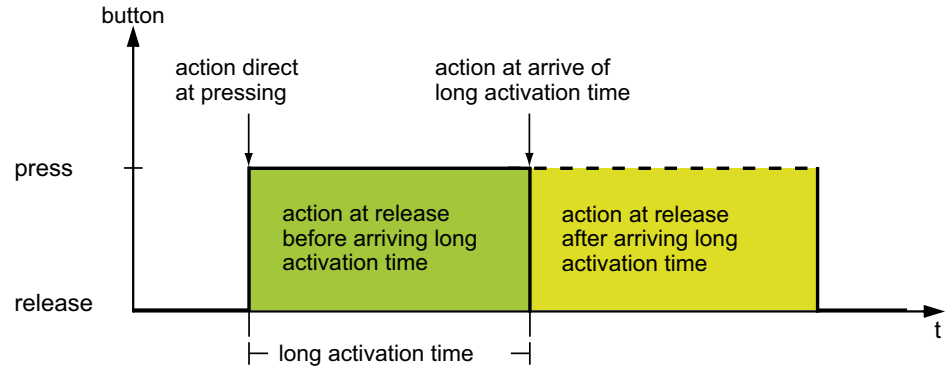 button
action direct
at pressing
action at arrive of
long activation time
press
action at release
before arriving long
activation time
action at release
after arriving long
activation time
release
t
long activation time